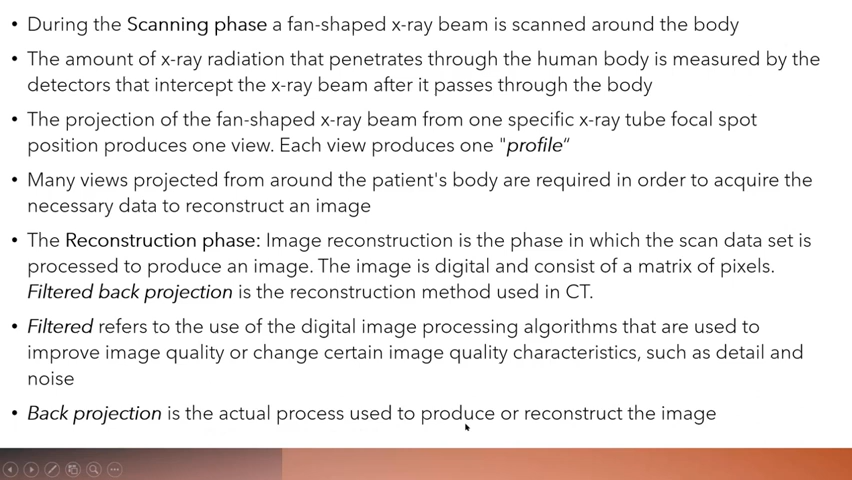 • During the Scanning phase a fan-shaped x-ray beam is scanned around the body
• The amount of x-ray radiation that penetrates through the human body is measured by the
detectors that intercept the x-ray beam after it passes through the body
• The projection of the fan-shaped x-ray beam from one specific x-ray tube focal spot
position produces one view. Each view produces one "profile“
• Many views projected from around the patient's body are required in order to acquire the
necessary data to reconstruct an image
• The Reconstruction phase: Image reconstruction is the phase in which the scan data set is
processed to produce an image. The image is digital and consist of a matrix of pixels.
Filtered back projection is the reconstruction method used in CT.
• Filtered refers to the use of the digital image processing algorithms that are used to
improve image quality or change certain image quality characteristics, such as detail and
noise
• Back projection is the actual process used to produce or reconstruct the image